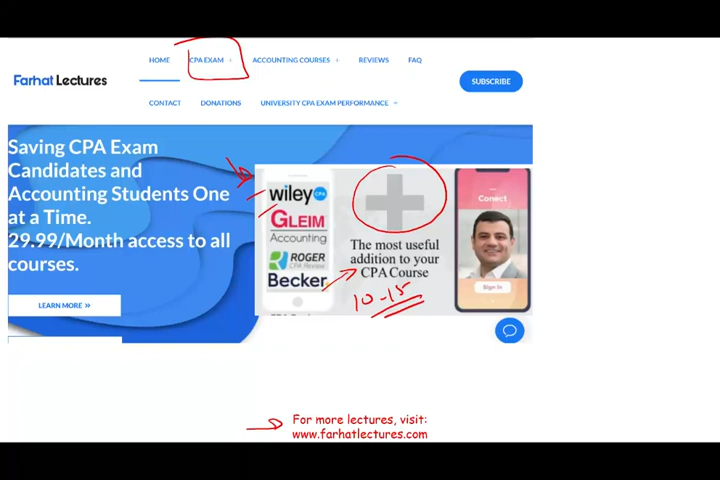 HOME CPA EXAM + ACCOUNTING COURSES + REVIEWS FAQ
Farhat Lectures
SUBSCRIBE
CONTACT DONATIONS UNIVERSITY CPA EXAM PERFORMANCE +
Saving CPA Exam
Candidates and
Accounting Students One
at a Time.
29.99/Month access to all
courses.
LEARN MORE »
wiley CPA
GLEIM
Accounting
ROGER
CPA Review
Becker
The most useful
addition to your
CPA Course
10-15
Conect
Sign in
For more lectures, visit:
www.farhatlectures.com